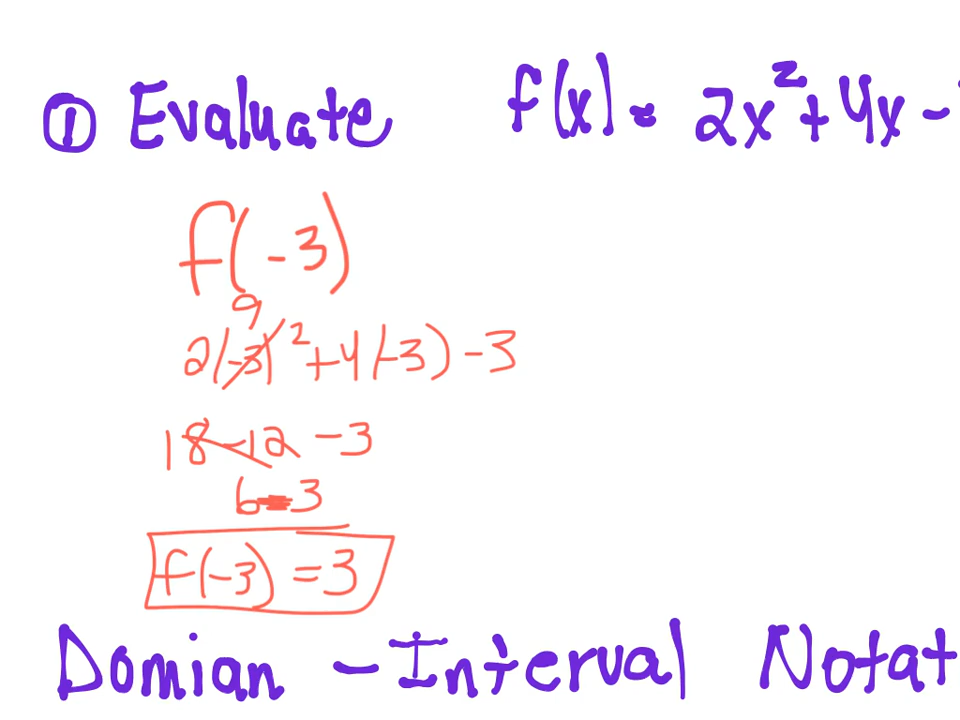 ① Evaluate f(x) = 2x²+4x-
f(-3)
9
2(-3)²+4(-3)-3
18-12-3
6-3
f(-3)=3
Domian - Interval Notat